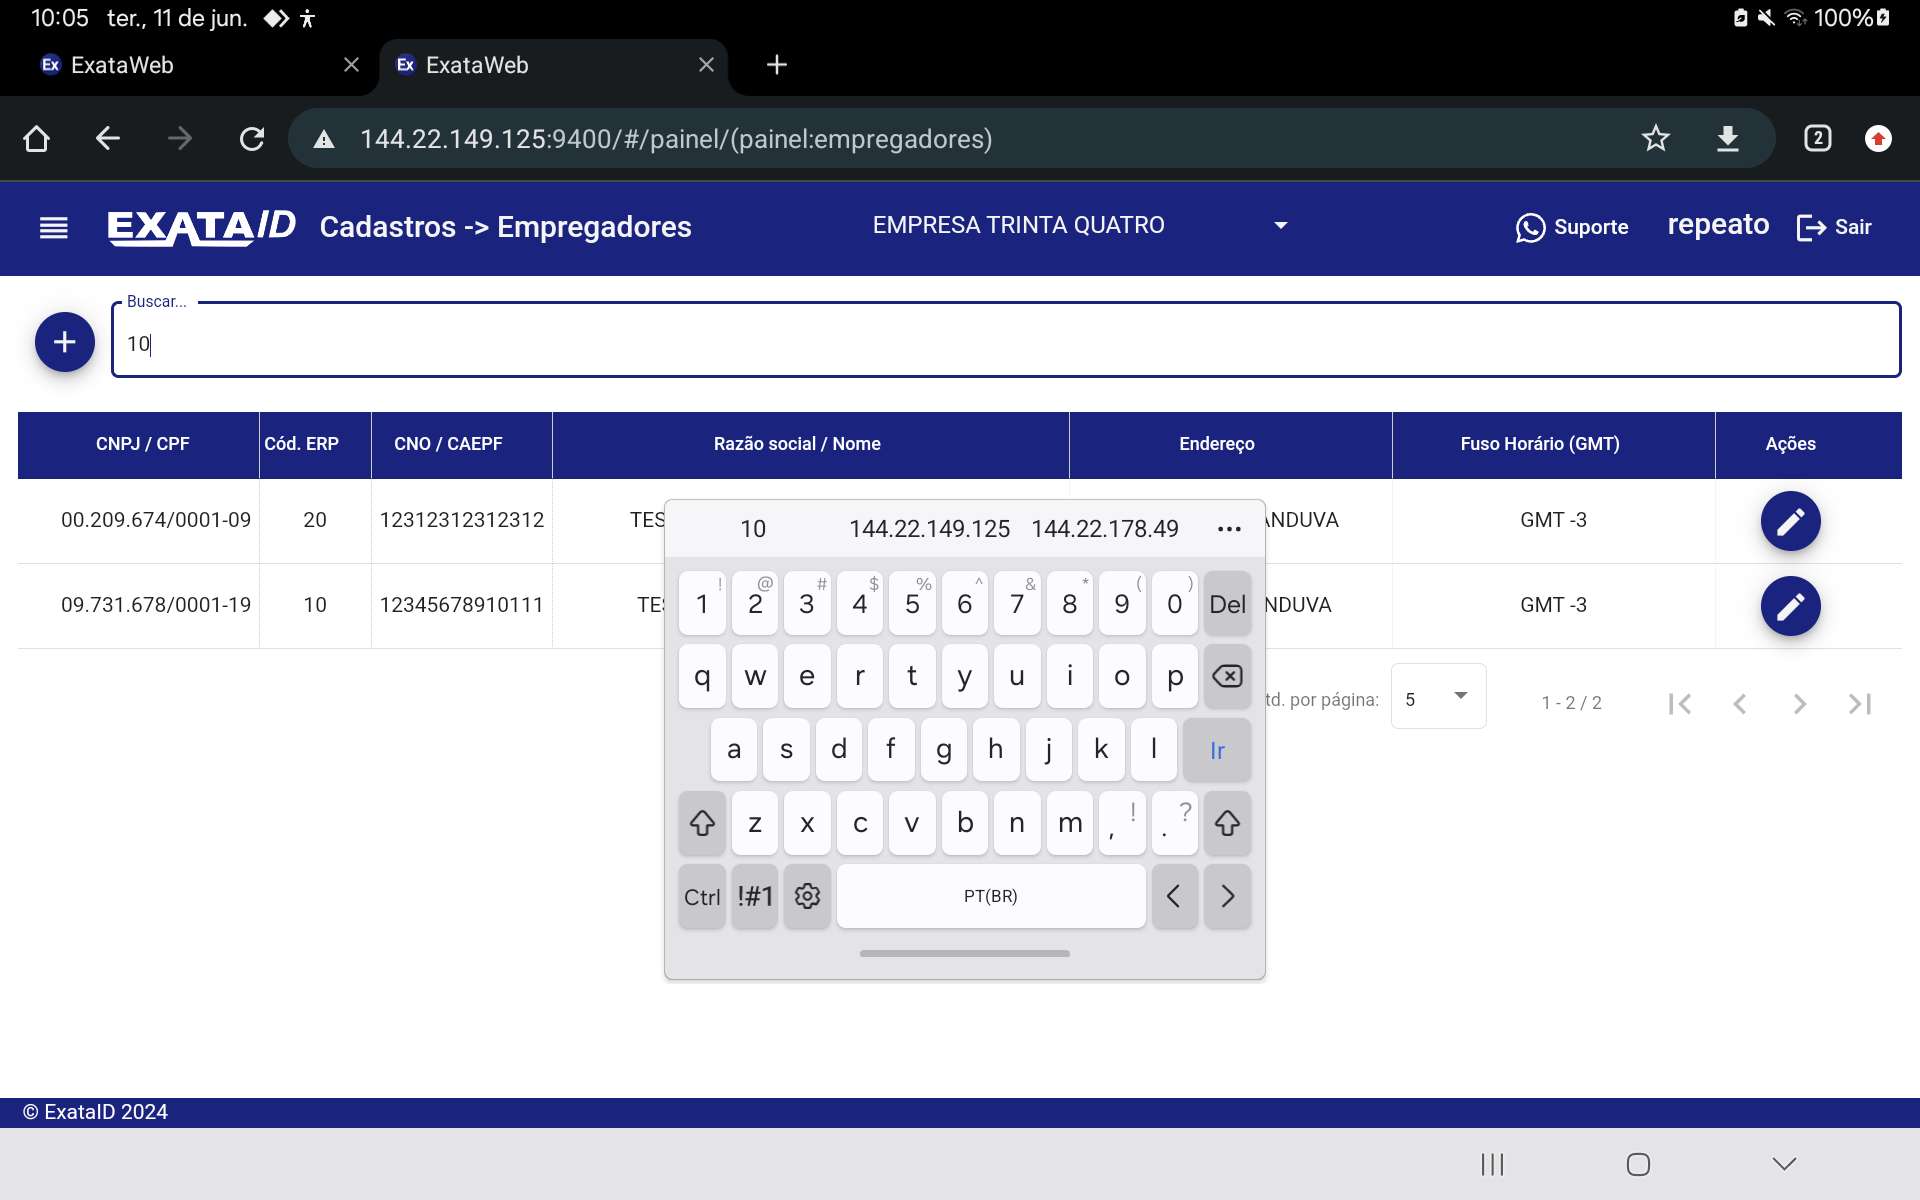 10:05 ter., 11 de jun. 100%
ExataWeb ExataWeb
144.22.149.125:9400/#/painel/(painel:empregadores) 2
EXATAID Cadastros -> Empregadores EMPRESA TRINTA QUATRO Suporte repeato Sair
Buscar...
10
CNPJ / CPF Cód. ERP CNO / CAEPF Razão social / Nome Endereço Fuso Horário (GMT) Ações
00.209.674/0001-09 20 12312312312312 TES ANDUVA GMT -3
09.731.678/0001-19 10 12345678910111 TES NDUVA GMT -3
td. por página: 5 1 - 2 / 2
10 144.22.149.125 144.22.178.49 ...
! @ # $ % ^ & * ( )
1 2 3 4 5 6 7 8 9 0 Del
q w e r t y u i o p
a s d f g h j k l Ir
z x c v b n m , ! . ?
Ctrl !#1 PT(BR) < >
© ExataID 2024